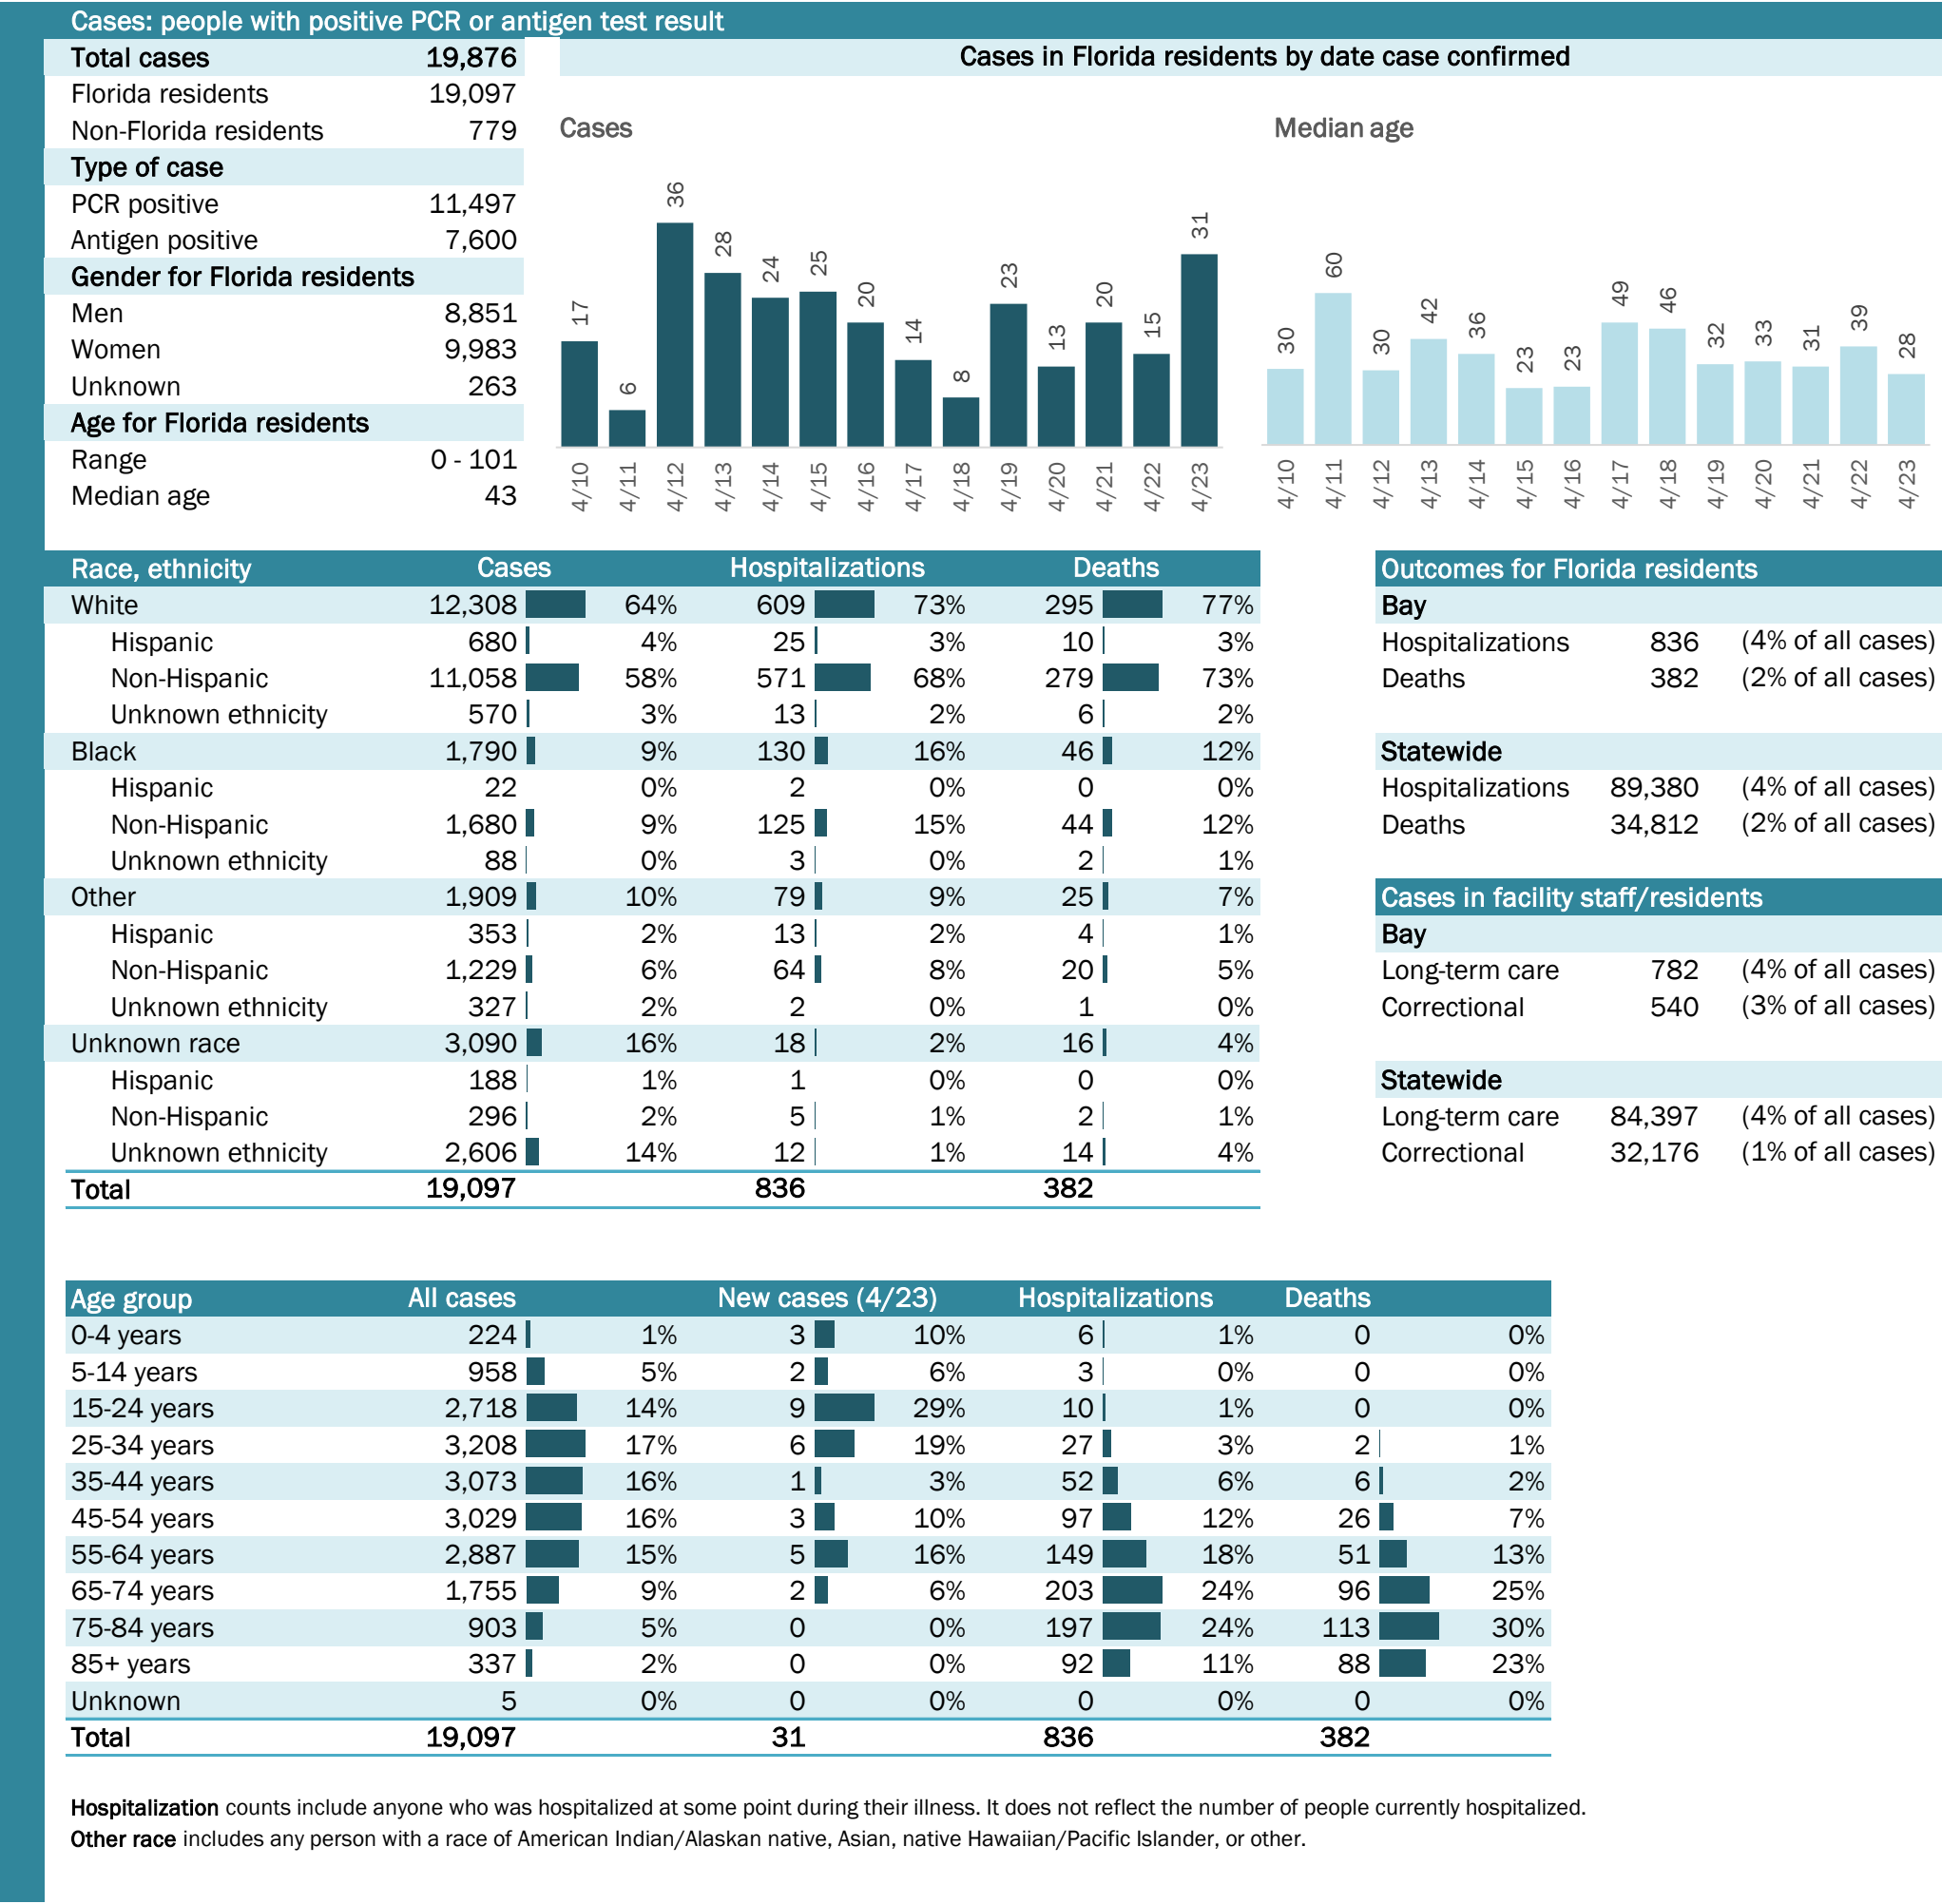 Cases: people with positive PCR or antigen test result
Total cases 19,876
Florida residents 19,097
Non-Florida residents 779
Type of case
PCR positive 11,497
Antigen positive 7,600
Gender for Florida residents
Men 8,851
Women 9,983
Unknown 263
Age for Florida residents
Range 0 - 101
Median age 43
Cases in Florida residents by date case confirmed
Cases
17 6 36 28 24 25 20 14 8 23 13 20 15 31
4/10 4/11 4/12 4/13 4/14 4/15 4/16 4/17 4/18 4/19 4/20 4/21 4/22 4/23
Median age
30 60 30 42 36 23 23 49 46 32 33 31 39 28
4/10 4/11 4/12 4/13 4/14 4/15 4/16 4/17 4/18 4/19 4/20 4/21 4/22 4/23
Race, ethnicity Cases Hospitalizations Deaths
White 12,308 64% 609 73% 295 77%
Hispanic 680 4% 25 3% 10 3%
Non-Hispanic 11,058 58% 571 68% 279 73%
Unknown ethnicity 570 3% 13 2% 6 2%
Black 1,790 9% 130 16% 46 12%
Hispanic 22 0% 2 0% 0 0%
Non-Hispanic 1,680 9% 125 15% 44 12%
Unknown ethnicity 88 0% 3 0% 2 1%
Other 1,909 10% 79 9% 25 7%
Hispanic 353 2% 13 2% 4 1%
Non-Hispanic 1,229 6% 64 8% 20 5%
Unknown ethnicity 327 2% 2 0% 1 0%
Unknown race 3,090 16% 18 2% 16 4%
Hispanic 188 1% 1 0% 0 0%
Non-Hispanic 296 2% 5 1% 2 1%
Unknown ethnicity 2,606 14% 12 1% 14 4%
Total 19,097 836 382
Outcomes for Florida residents
Bay
Hospitalizations 836 (4% of all cases)
Deaths 382 (2% of all cases)
Statewide
Hospitalizations 89,380 (4% of all cases)
Deaths 34,812 (2% of all cases)
Cases in facility staff/residents
Bay
Long-term care 782 (4% of all cases)
Correctional 540 (3% of all cases)
Statewide
Long-term care 84,397 (4% of all cases)
Correctional 32,176 (1% of all cases)
Age group All cases New cases (4/23) Hospitalizations Deaths
0-4 years 224 1% 3 10% 6 1% 0 0%
5-14 years 958 5% 2 6% 3 0% 0 0%
15-24 years 2,718 14% 9 29% 10 1% 0 0%
25-34 years 3,208 17% 6 19% 27 3% 2 1%
35-44 years 3,073 16% 1 3% 52 6% 6 2%
45-54 years 3,029 16% 3 10% 97 12% 26 7%
55-64 years 2,887 15% 5 16% 149 18% 51 13%
65-74 years 1,755 9% 2 6% 203 24% 96 25%
75-84 years 903 5% 0 0% 197 24% 113 30%
85+ years 337 2% 0 0% 92 11% 88 23%
Unknown 5 0% 0 0% 0 0% 0 0%
Total 19,097 31 836 382
Hospitalization counts include anyone who was hospitalized at some point during their illness. It does not reflect the number of people currently hospitalized.
Other race includes any person with a race of American Indian/Alaskan native, Asian, native Hawaiian/Pacific Islander, or other.